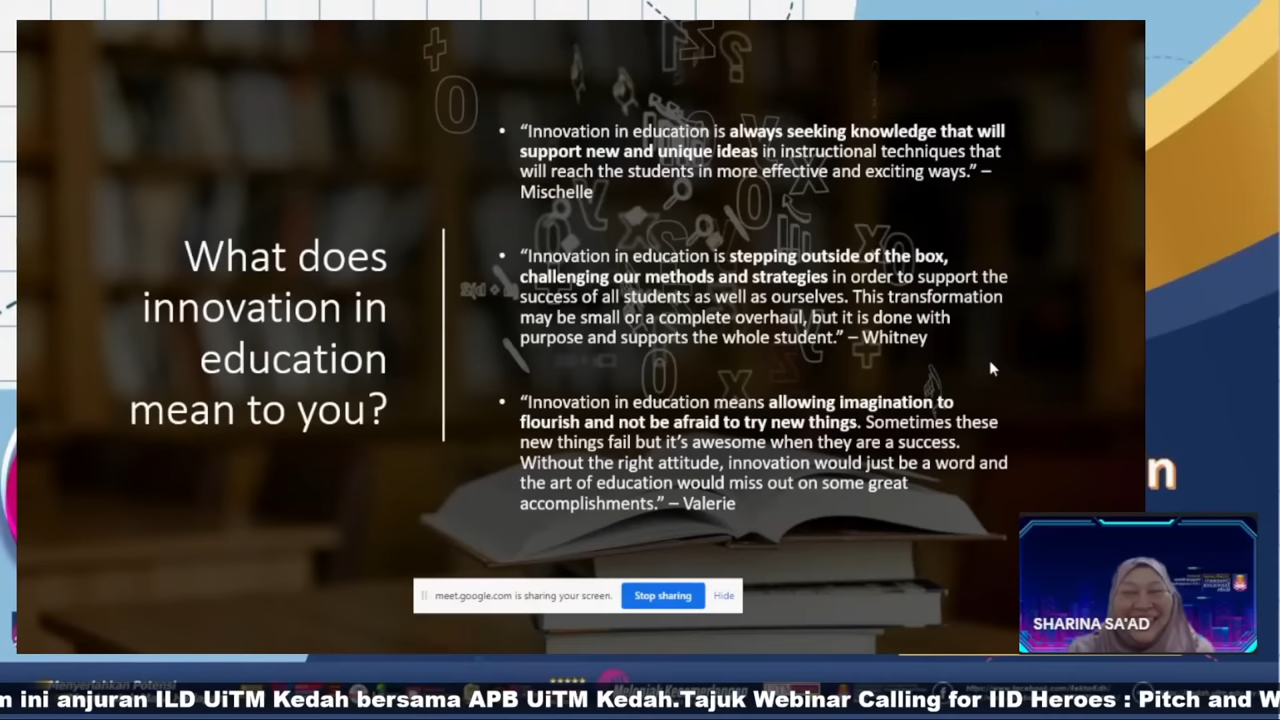 What does
innovation in
education
mean to you?
• “Innovation in education is always seeking knowledge that will
support new and unique ideas in instructional techniques that
will reach the students in more effective and exciting ways.” –
Mischelle
• “Innovation in education is stepping outside of the box,
challenging our methods and strategies in order to support the
success of all students as well as ourselves. This transformation
may be small or a complete overhaul, but it is done with
purpose and supports the whole student.” – Whitney
• “Innovation in education means allowing imagination to
flourish and not be afraid to try new things. Sometimes these
new things fail but it’s awesome when they are a success.
Without the right attitude, innovation would just be a word and
the art of education would miss out on some great
accomplishments.” – Valerie
n
meet.google.com is sharing your screen. Stop sharing Hide
SHARINA SA'AD
Menyerlahkan Potensi
m ini anjuran ILD UiTM Kedah bersama APB UiTM Kedah.Tajuk Webinar Calling for IID Heroes : Pitch and W